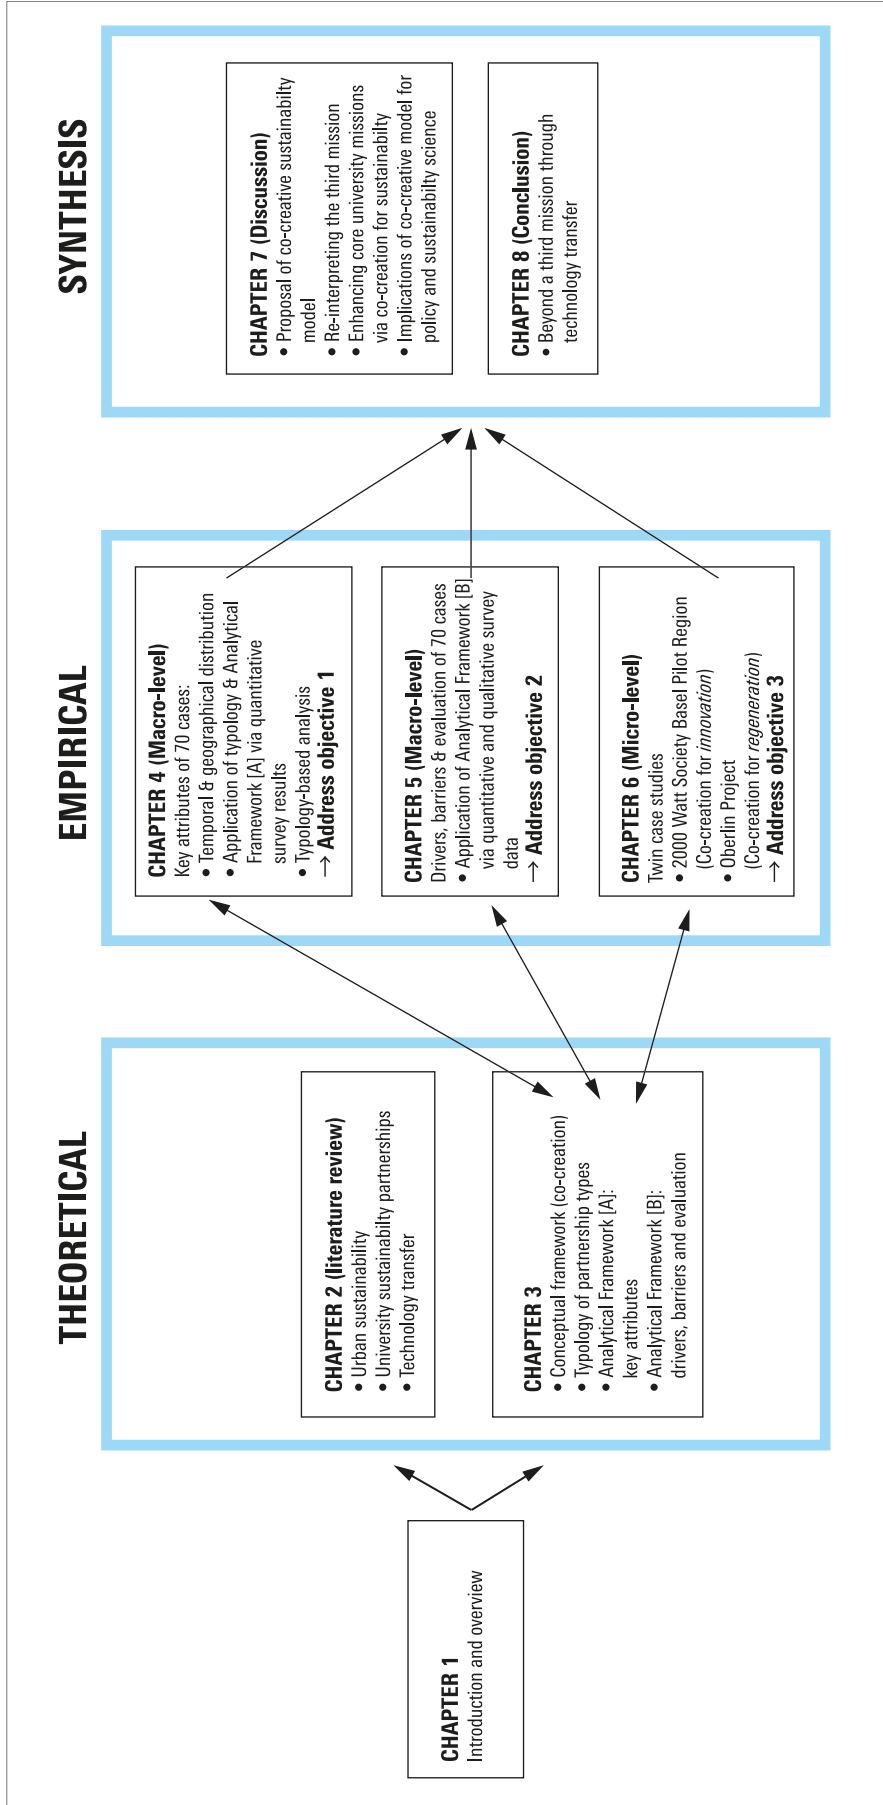 CHAPTER 1
Introduction and overview
THEORETICAL
CHAPTER 2 (literature review)
• Urban sustainability
• University sustainabilty partnerships
• Technology transfer
CHAPTER 3
• Conceptual framework (co-creation)
• Typology of partnership types
• Analytical Framework [A]:
key attributes
• Analytical Framework [B]:
drivers, barriers and evaluation
EMPIRICAL
CHAPTER 4 (Macro-level)
Key attributes of 70 cases:
• Temporal & geographical distribution
• Application of typology & Analytical
Framework [A] via quantitative
survey results
• Typology-based analysis
→ Address objective 1
CHAPTER 5 (Macro-level)
Drivers, barriers & evaluation of 70 cases
• Application of Analytical Framework [B]
via quantitative and qualitative survey
data
→ Address objective 2
CHAPTER 6 (Micro-level)
Twin case studies
• 2000 Watt Society Basel Pilot Region
(Co-creation for innovation)
• Oberlin Project
(Co-creation for regeneration)
→ Address objective 3
SYNTHESIS
CHAPTER 7 (Discussion)
• Proposal of co-creative sustainabilty
model
• Re-interpreting the third mission
• Enhancing core university missions
via co-creation for sustainabilty
• Implications of co-creative model for
policy and sustainabilty science
CHAPTER 8 (Conclusion)
• Beyond a third mission through
technology transfer